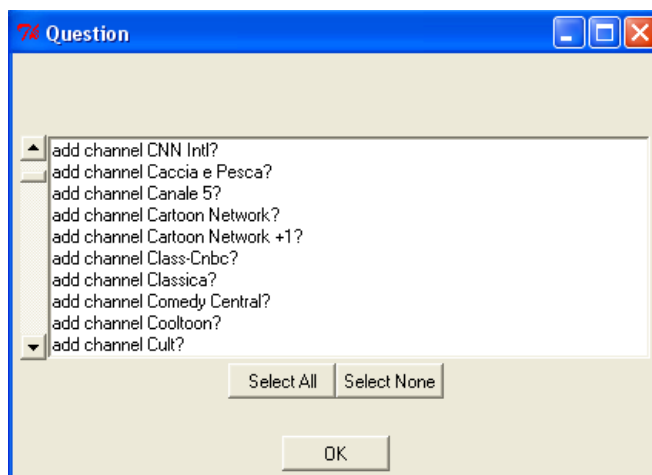 Question
add channel CNN Intl?
add channel Caccia e Pesca?
add channel Canale 5?
add channel Cartoon Network?
add channel Cartoon Network +1?
add channel Class-Cnbc?
add channel Classica?
add channel Comedy Central?
add channel Cooltoon?
add channel Cult?
Select All Select None
OK